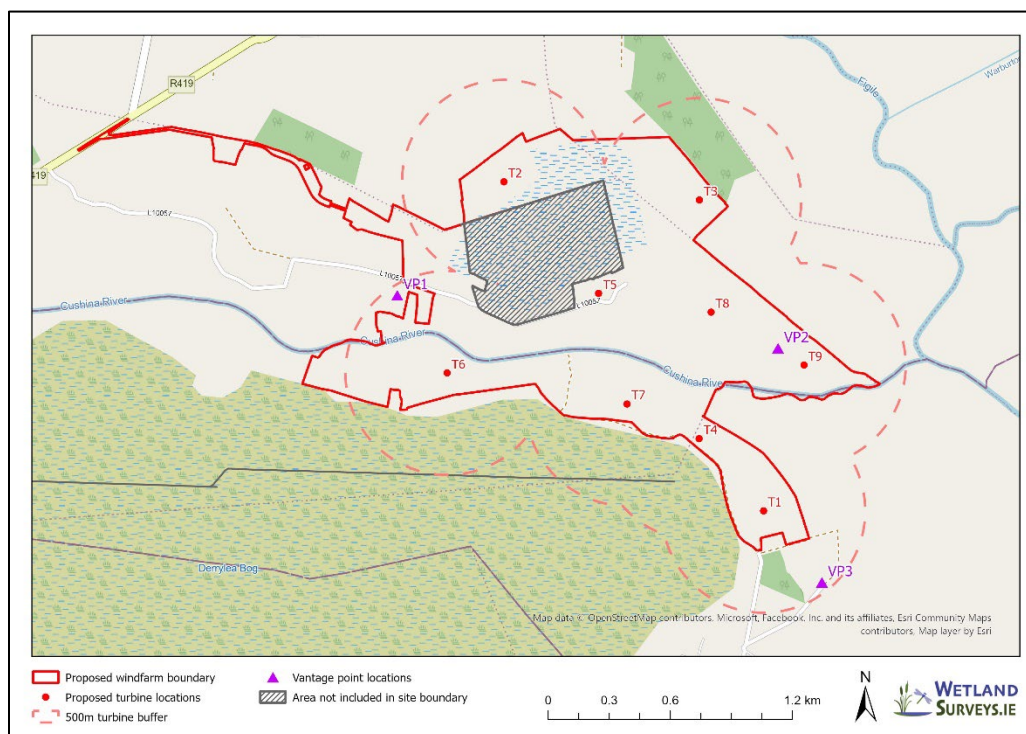 R419
Figile
Warburton
419
T2
T3
L10057
L1005
VP1
T5
L10057
T8
Cushina River
VP2
Cushina River
T9
T6
Cushina River
T7
T4
T1
Derrylea Bog
VP3
Map data © OpenStreetMap contributors, Microsoft, Facebook, Inc. and its affiliates, Esri Community Maps
contributors, Map layer by Esri
Proposed windfarm boundary
Vantage point locations
Proposed turbine locations
Area not included in site boundary
500m turbine buffer
0 0.3 0.6 1.2 km
N
WETLAND
SURVEYS.IE